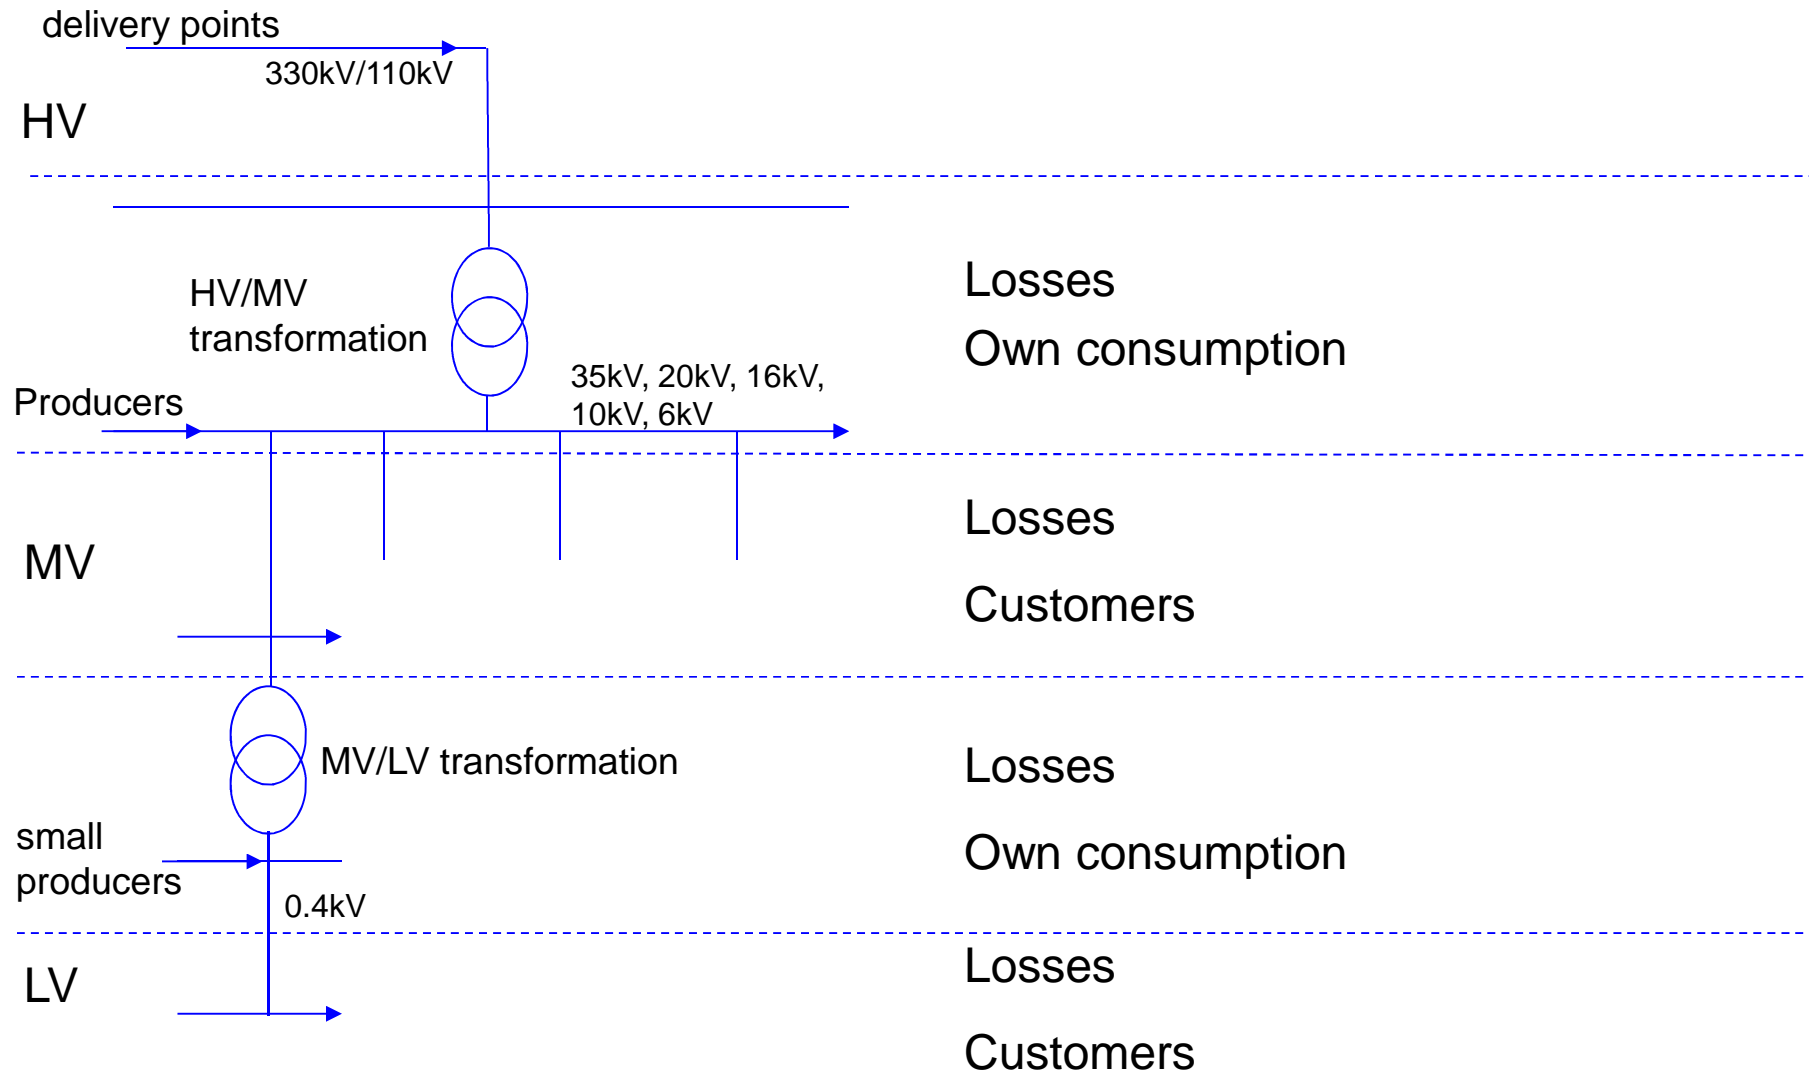 delivery points
330kV/110kV
HV
HV/MV
transformation
Losses
Own consumption
35kV, 20kV, 16kV,
10kV, 6kV
Producers
Losses
MV
Customers
MV/LV transformation
Losses
small
producers
Own consumption
0.4kV
Losses
LV
Customers